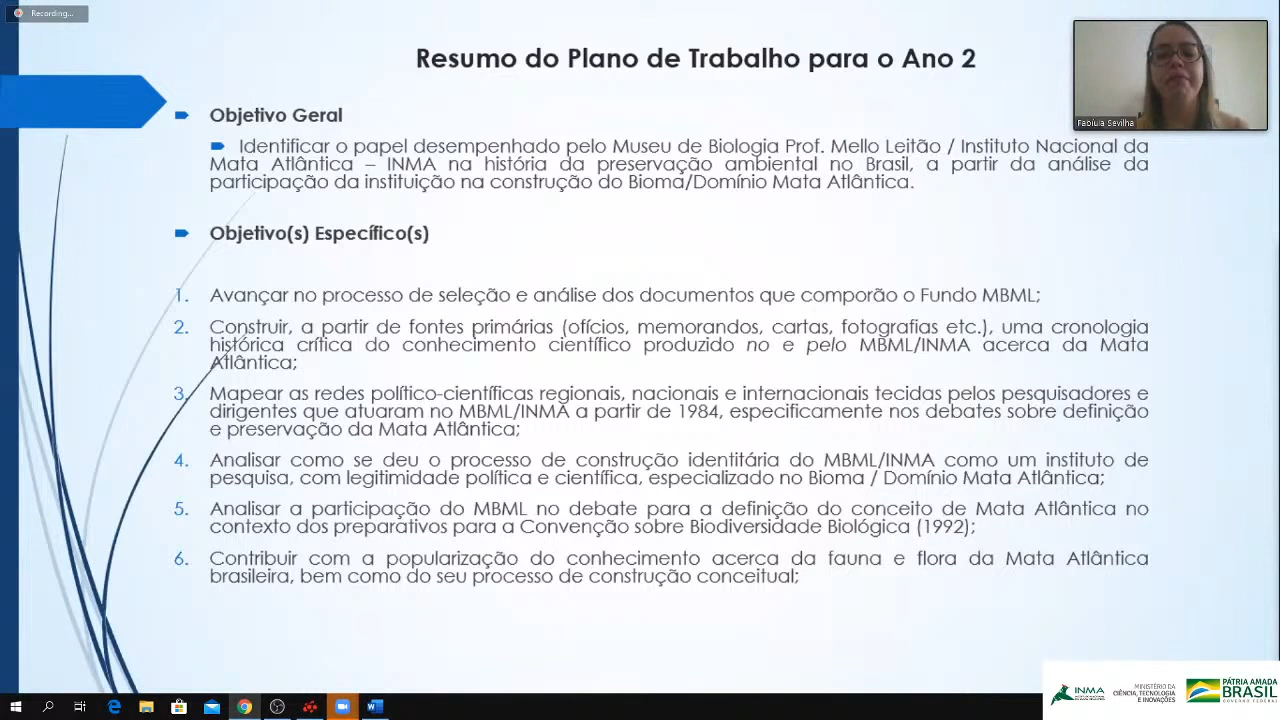 Recording...
Resumo do Plano de Trabalho para o Ano 2
Fabíula Sevilha
Objetivo Geral
Identificar o papel desempenhado pelo Museu de Biologia Prof. Mello Leitão / Instituto Nacional da
Mata Atlântica – INMA na história da preservação ambiental no Brasil, a partir da análise da
participação da instituição na construção do Bioma/Domínio Mata Atlântica.
Objetivo(s) Específico(s)
1. Avançar no processo de seleção e análise dos documentos que comporão o Fundo MBML;
2. Construir, a partir de fontes primárias (ofícios, memorandos, cartas, fotografias etc.), uma cronologia
histórica crítica do conhecimento científico produzido no e pelo MBML/INMA acerca da Mata
Atlântica;
3. Mapear as redes político-científicas regionais, nacionais e internacionais tecidas pelos pesquisadores e
dirigentes que atuaram no MBML/INMA a partir de 1984, especificamente nos debates sobre definição
e preservação da Mata Atlântica;
4. Analisar como se deu o processo de construção identitária do MBML/INMA como um instituto de
pesquisa, com legitimidade política e científica, especializado no Bioma / Domínio Mata Atlântica;
5. Analisar a participação do MBML no debate para a definição do conceito de Mata Atlântica no
contexto dos preparativos para a Convenção sobre Biodiversidade Biológica (1992);
6. Contribuir com a popularização do conhecimento acerca da fauna e flora da Mata Atlântica
brasileira, bem como do seu processo de construção conceitual;
INMA
MINISTÉRIO DA
CIÊNCIA, TECNOLOGIA
E INOVAÇÕES
PÁTRIA AMADA
BRASIL
GOVERNO FEDERAL